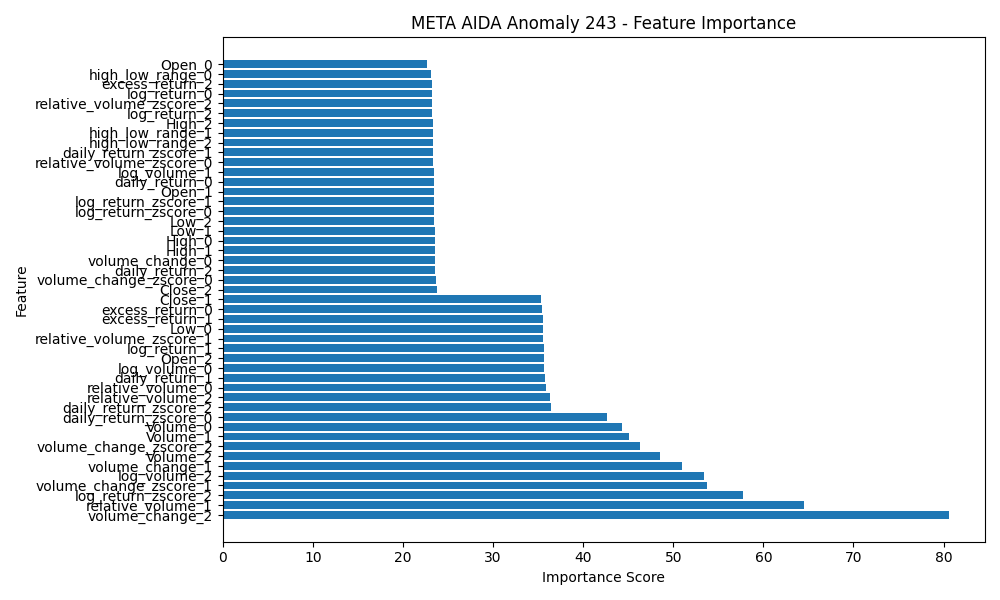 META AIDA Anomaly 243 - Feature Importance
Open_0
high_low_range_0
excess_return_2
log_return_0
relative_volume_zscore_2
log_return_2
High_2
high_low_range_1
high_low_range_2
daily_return_zscore_1
relative_volume_zscore_0
log_volume_1
daily_return_0
Open_1
log_return_zscore_1
log_return_zscore_0
Low_2
Low_1
High_0
High_1
volume_change_0
daily_return_2
volume_change_zscore_0
Close_2
Close_1
excess_return_0
excess_return_1
Low_0
relative_volume_zscore_1
log_return_1
Open_2
log_volume_0
daily_return_1
relative_volume_0
relative_volume_2
daily_return_zscore_2
daily_return_zscore_0
Volume_0
Volume_1
volume_change_zscore_2
Volume_2
volume_change_1
log_volume_2
volume_change_zscore_1
log_return_zscore_2
relative_volume_1
volume_change_2
Feature
0 10 20 30 40 50 60 70 80
Importance Score